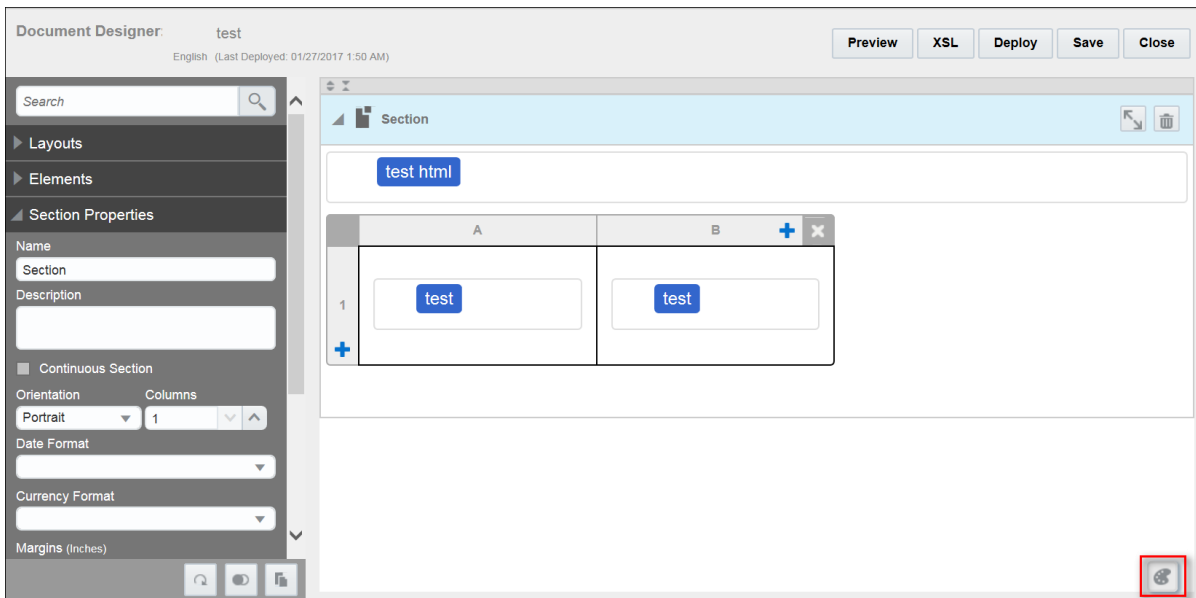 Document Designer: test
English (Last Deployed: 01/27/2017 1:50 AM)
Preview XSL Deploy Save Close
Search
Layouts
Elements
Section Properties
Name
Section
Description
Continuous Section
Orientation Columns
Portrait 1
Date Format
Currency Format
Margins (Inches)
Section
test html
A B
1 test test